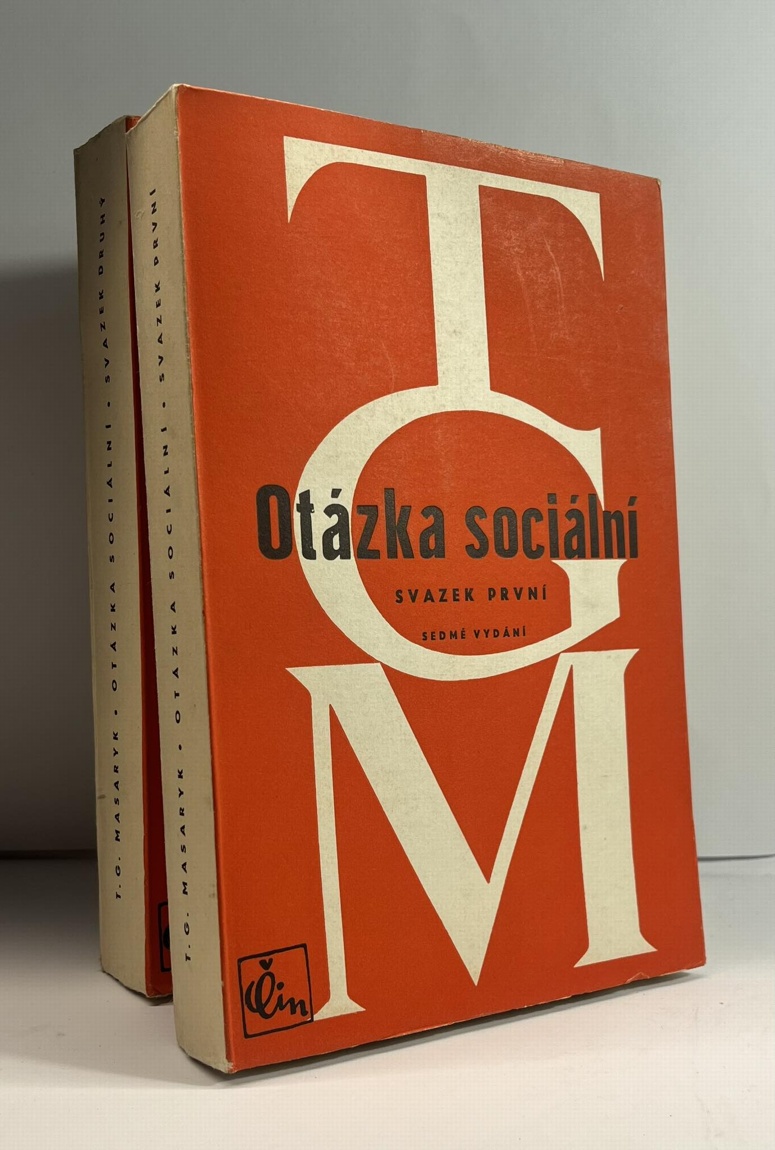 T. G. MASARYK • OTÁZKA SOCIÁLNÍ • SVAZEK DRUHÝ
T. G. MASARYK • OTÁZKA SOCIÁLNÍ • SVAZEK PRVNÍ
TGM
Otázka sociální
SVAZEK PRVNÍ
SEDMÉ VYDÁNÍ
Čin